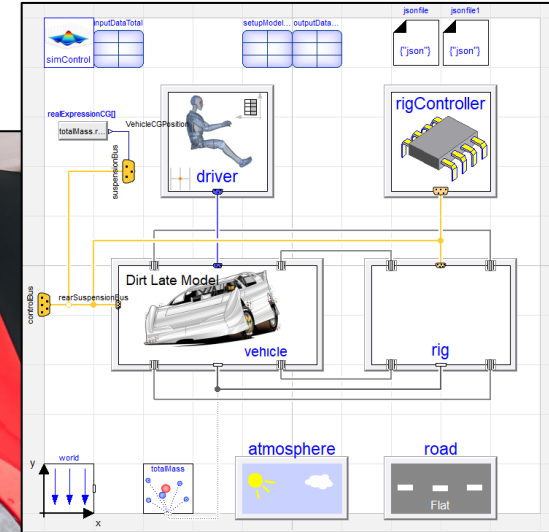 jsonfile
jsonfile1
inputDataTotal
setupModel...
outputData...
simControl
{"json"}
{"json"}
realExpressionCG[]
totalMass.r...
VehicleCGPosition
suspensionBus
driver
rigController
Dirt Late Model
rearSuspensionBus
controlBus
vehicle
rig
atmosphere
road
world
totalMass
Flat
y
x